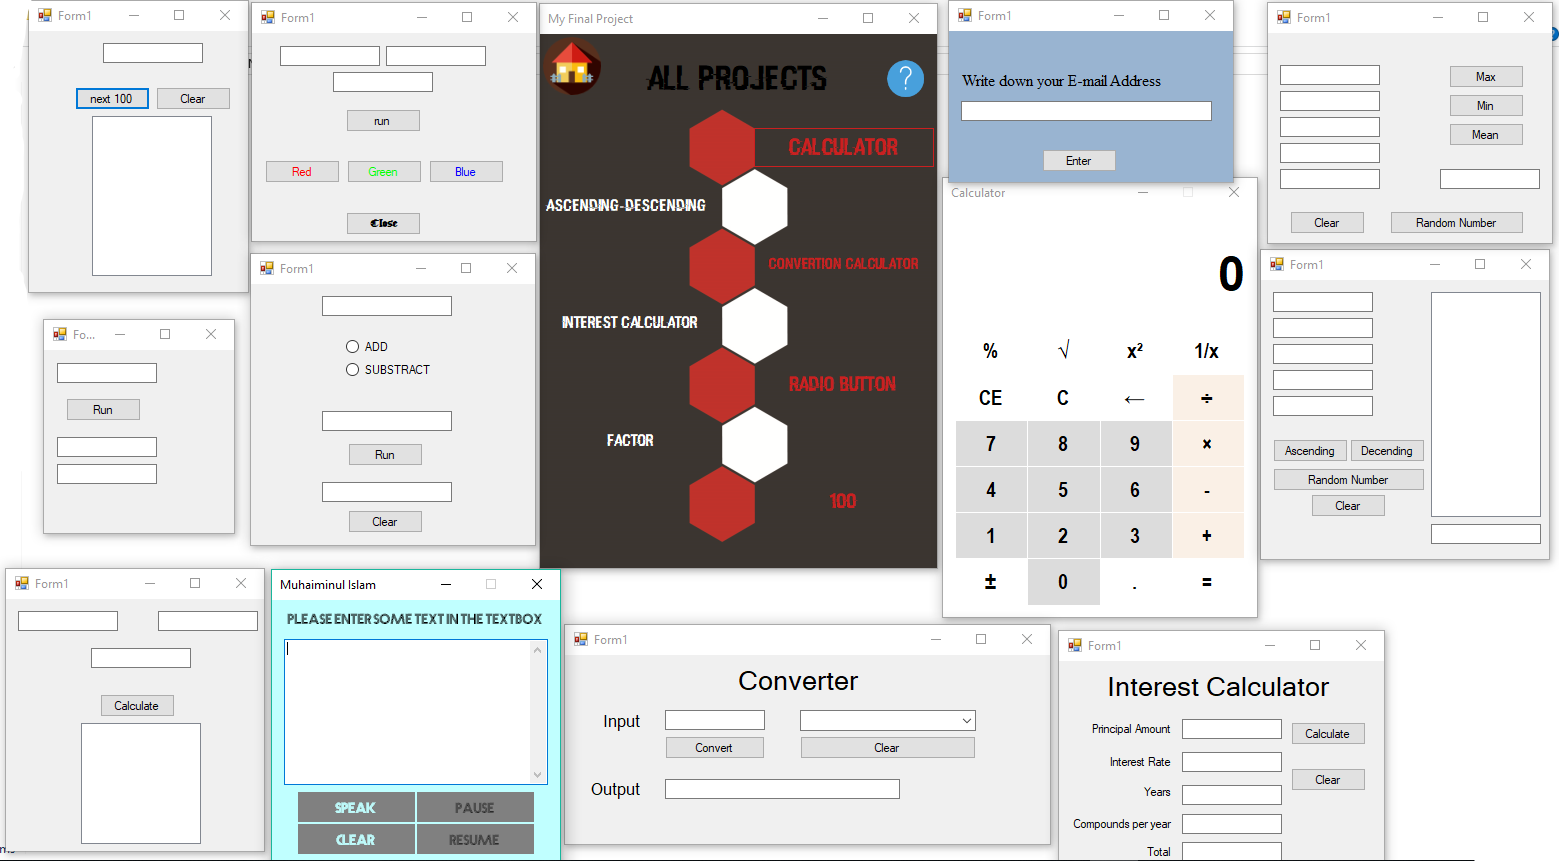 Form1
next 100
Clear
Form1
run
Red
Green
Blue
Close
My Final Project
ALL PROJECTS
?
CALCULATOR
ASCENDING-DESCENDING
CONVERTION CALCULATOR
INTEREST CALCULATOR
RADIO BUTTON
FACTOR
100
Form1
Write down your E-mail Address
Enter
Form1
Max
Min
Mean
Clear
Random Number
Fo...
Run
Form1
ADD
SUBSTRACT
Run
Clear
Calculator
0
% √ x² 1/x
CE C ← ÷
7 8 9 ×
4 5 6 -
1 2 3 +
± 0 . =
Form1
Ascending
Decending
Random Number
Clear
Form1
Calculate
Muhaiminul Islam
PLEASE ENTER SOME TEXT IN THE TEXTBOX
SPEAK
PAUSE
CLEAR
RESUME
Form1
Converter
Input
Convert
Clear
Output
Form1
Interest Calculator
Principal Amount
Calculate
Interest Rate
Clear
Years
Compounds per year
Total